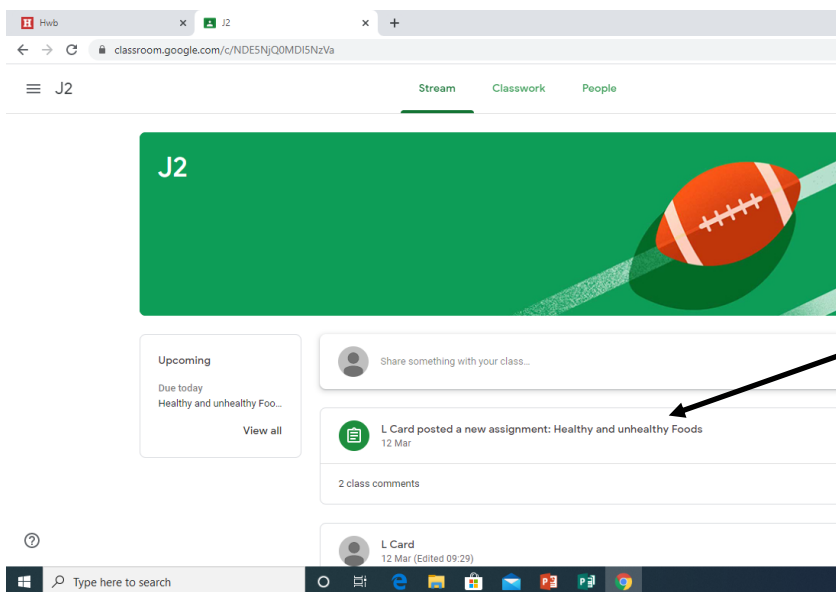 Hwb
J2
classroom.google.com/c/NDE5NjQ0MDI5NzVa
J2
Stream Classwork People
J2
Upcoming
Due today
Healthy and unhealthy Foo...
View all
Share something with your class...
L Card posted a new assignment: Healthy and unhealthy Foods
12 Mar
2 class comments
L Card
12 Mar (Edited 09:29)
Type here to search